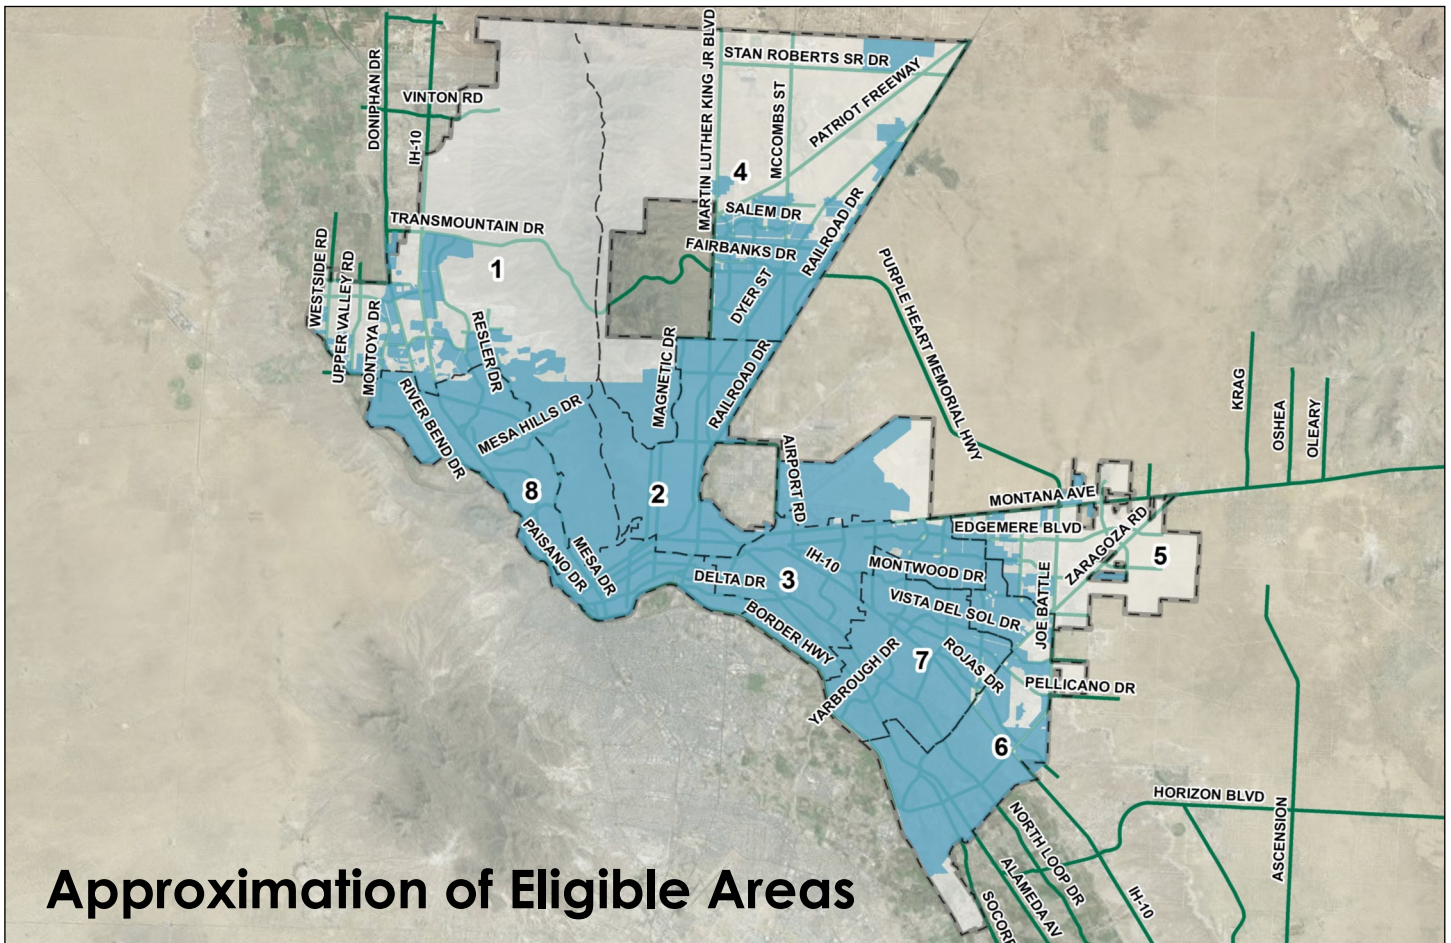 MARTIN LUTHER KING JR BLVD
STAN ROBERTS SR DR
DONIPHAN DR
VINTON RD
IH-10
MCCOMBS ST
PATRIOT FREEWAY
4
SALEM DR
TRANSMOUNTAIN DR
FAIRBANKS DR
RAILROAD DR
WESTSIDE RD
UPPER VALLEY RD
MONTOYA DR
1
DYER ST
PURPLE HEART MEMORIAL HWY
RESLER DR
MAGNETIC DR
RAILROAD DR
KRAG
OSHEA
OLEARY
RIVER BEND DR
MESA HILLS DR
AIRPORT RD
8
2
MONTANA AVE
EDGEMERE BLVD
ZARAGOZA RD
5
PAISANO DR
MESA DR
IH-10
DELTA DR
3
MONTWOOD DR
JOE BATTLE
VISTA DEL SOL DR
BORDER HWY
YARBROUGH DR
7
ROJAS DR
PELLICANO DR
6
HORIZON BLVD
ASCENSION
NORTH LOOP DR
ALAMEDA AV
IH-10
SOCORR
Approximation of Eligible Areas